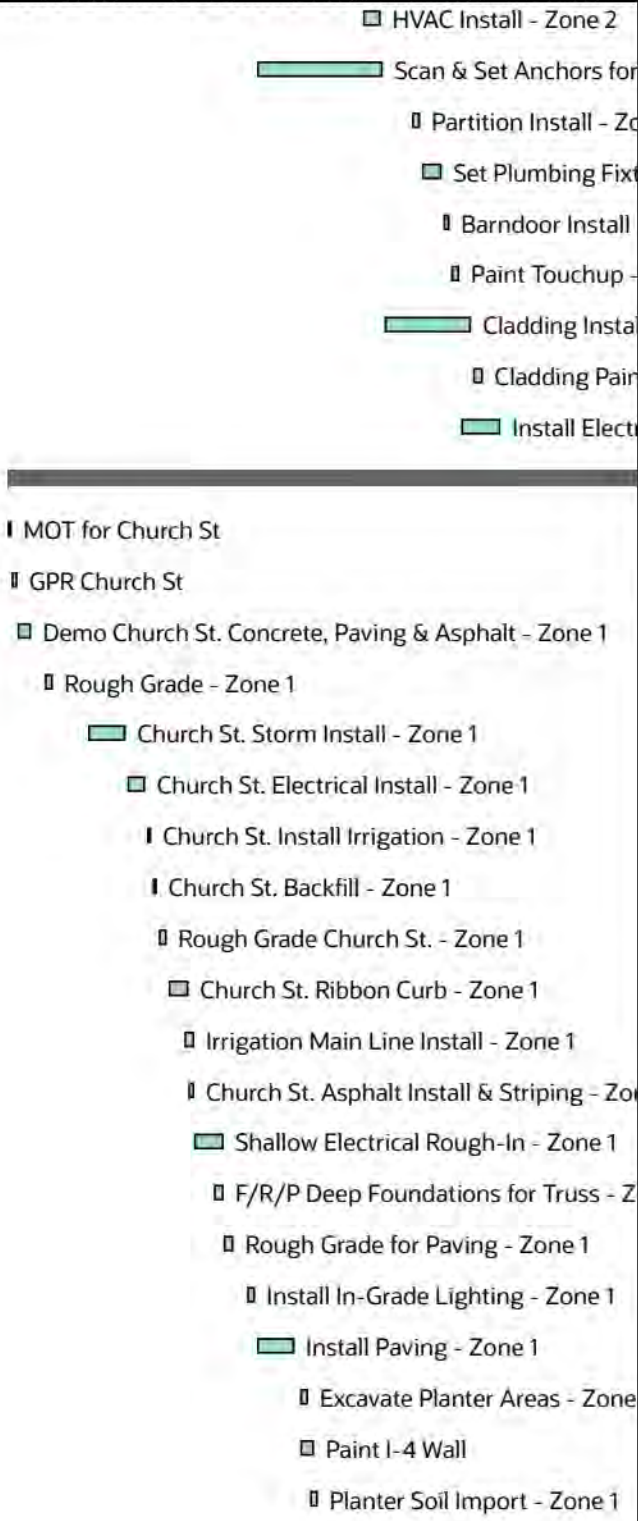 HVAC Install - Zone 2
Scan & Set Anchors for
Partition Install -
Set Plumbing
Barndoor Install
Paint Touchup -
Cladding
Cladding
Install
MOT for Church St
GPR Church St
Demo Church St. Concrete, Paving & Asphalt - Zone 1
Rough Grade - Zone 1
Church St. Storm Install - Zone 1
Church St. Electrical Install - Zone 1
Church St. Install Irrigation - Zone 1
Church St. Backfill - Zone 1
Rough Grade Church St. - Zone 1
Church St. Ribbon Curb - Zone 1
Irrigation Main Line Install - Zone 1
Church St. Asphalt Install & Striping -
Shallow Electrical Rough-In - Zone 1
F/R/P Deep Foundations for Truss -
Rough Grade for Paving - Zone 1
Install In-Grade Lighting - Zone 1
Install Paving - Zone 1
Excavate Planter Areas - Zone
Paint I-4 Wall
Planter Soil Import - Zone 1